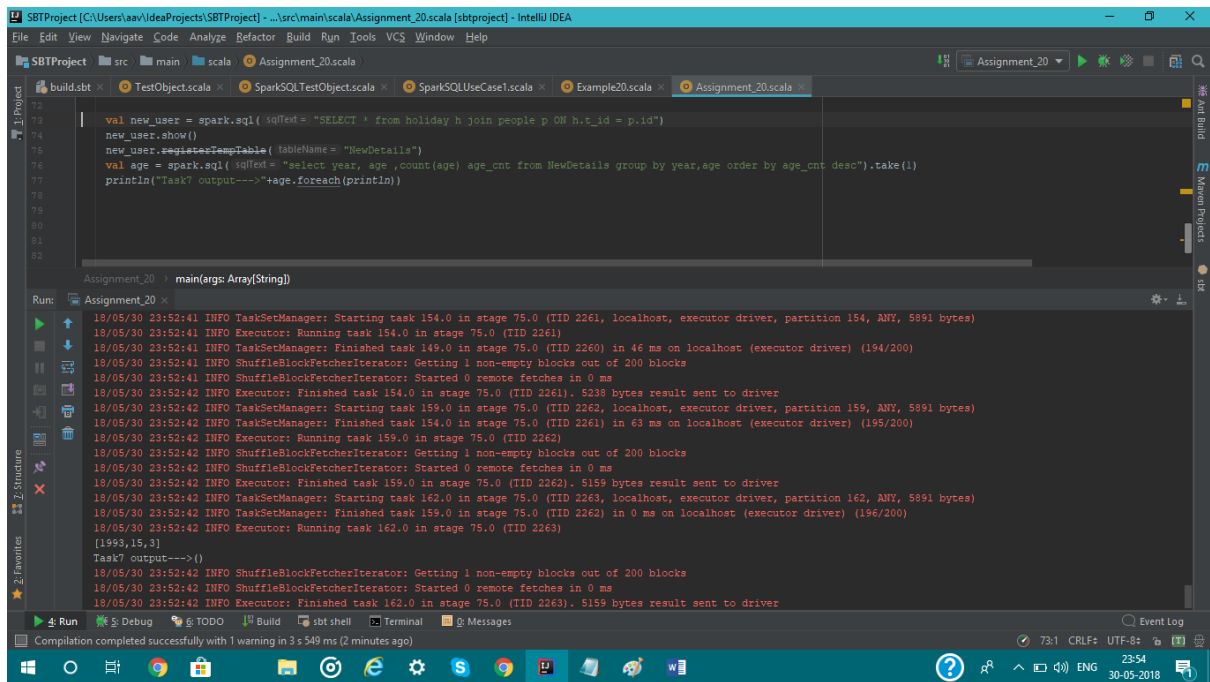 SBTProject [C:\Users\aav\IdeaProjects\SBTProject] - ...\src\main\scala\Assignment_20.scala [sbtproject] - IntelliJ IDEA
File Edit View Navigate Code Analyze Refactor Build Run Tools VCS Window Help
SBTProject src main scala Assignment_20.scala
Assignment_20
build.sbt TestObject.scala SparkSQLTestObject.scala SparkSQLUseCase1.scala Example20.scala Assignment_20.scala
1: Project
Ant Build
Maven Projects
sbt
72
73 val new_user = spark.sql( sqlText = "SELECT * from holiday h join people p ON h.t_id = p.id")
74 new_user.show()
75 new_user.registerTempTable( tableName = "NewDetails")
76 val age = spark.sql( sqlText = "select year, age ,count(age) age_cnt from NewDetails group by year,age order by age_cnt desc").take(1)
77 println("Task7 output--->"+age.foreach(println))
78
79
80
81
82
Assignment_20 main(args: Array[String])
Run: Assignment_20
18/05/30 23:52:41 INFO TaskSetManager: Starting task 154.0 in stage 75.0 (TID 2261, localhost, executor driver, partition 154, ANY, 5891 bytes)
18/05/30 23:52:41 INFO Executor: Running task 154.0 in stage 75.0 (TID 2261)
18/05/30 23:52:41 INFO TaskSetManager: Finished task 149.0 in stage 75.0 (TID 2260) in 46 ms on localhost (executor driver) (194/200)
18/05/30 23:52:41 INFO ShuffleBlockFetcherIterator: Getting 1 non-empty blocks out of 200 blocks
18/05/30 23:52:41 INFO ShuffleBlockFetcherIterator: Started 0 remote fetches in 0 ms
18/05/30 23:52:42 INFO Executor: Finished task 154.0 in stage 75.0 (TID 2261). 5238 bytes result sent to driver
18/05/30 23:52:42 INFO TaskSetManager: Starting task 159.0 in stage 75.0 (TID 2262, localhost, executor driver, partition 159, ANY, 5891 bytes)
18/05/30 23:52:42 INFO TaskSetManager: Finished task 154.0 in stage 75.0 (TID 2261) in 63 ms on localhost (executor driver) (195/200)
18/05/30 23:52:42 INFO Executor: Running task 159.0 in stage 75.0 (TID 2262)
18/05/30 23:52:42 INFO ShuffleBlockFetcherIterator: Getting 1 non-empty blocks out of 200 blocks
18/05/30 23:52:42 INFO ShuffleBlockFetcherIterator: Started 0 remote fetches in 0 ms
18/05/30 23:52:42 INFO Executor: Finished task 159.0 in stage 75.0 (TID 2262). 5159 bytes result sent to driver
18/05/30 23:52:42 INFO TaskSetManager: Starting task 162.0 in stage 75.0 (TID 2263, localhost, executor driver, partition 162, ANY, 5891 bytes)
18/05/30 23:52:42 INFO TaskSetManager: Finished task 159.0 in stage 75.0 (TID 2262) in 0 ms on localhost (executor driver) (196/200)
18/05/30 23:52:42 INFO Executor: Running task 162.0 in stage 75.0 (TID 2263)
[1993,15,3]
Task7 output--->()
18/05/30 23:52:42 INFO ShuffleBlockFetcherIterator: Getting 1 non-empty blocks out of 200 blocks
18/05/30 23:52:42 INFO ShuffleBlockFetcherIterator: Started 0 remote fetches in 0 ms
18/05/30 23:52:42 INFO Executor: Finished task 162.0 in stage 75.0 (TID 2263). 5159 bytes result sent to driver
7: Structure
2: Favorites
4: Run 5: Debug 6: TODO Build sbt shell Terminal 0: Messages Event Log
Compilation completed successfully with 1 warning in 3 s 549 ms (2 minutes ago) 73:1 CRLF UTF-8
ENG 23:54
30-05-2018